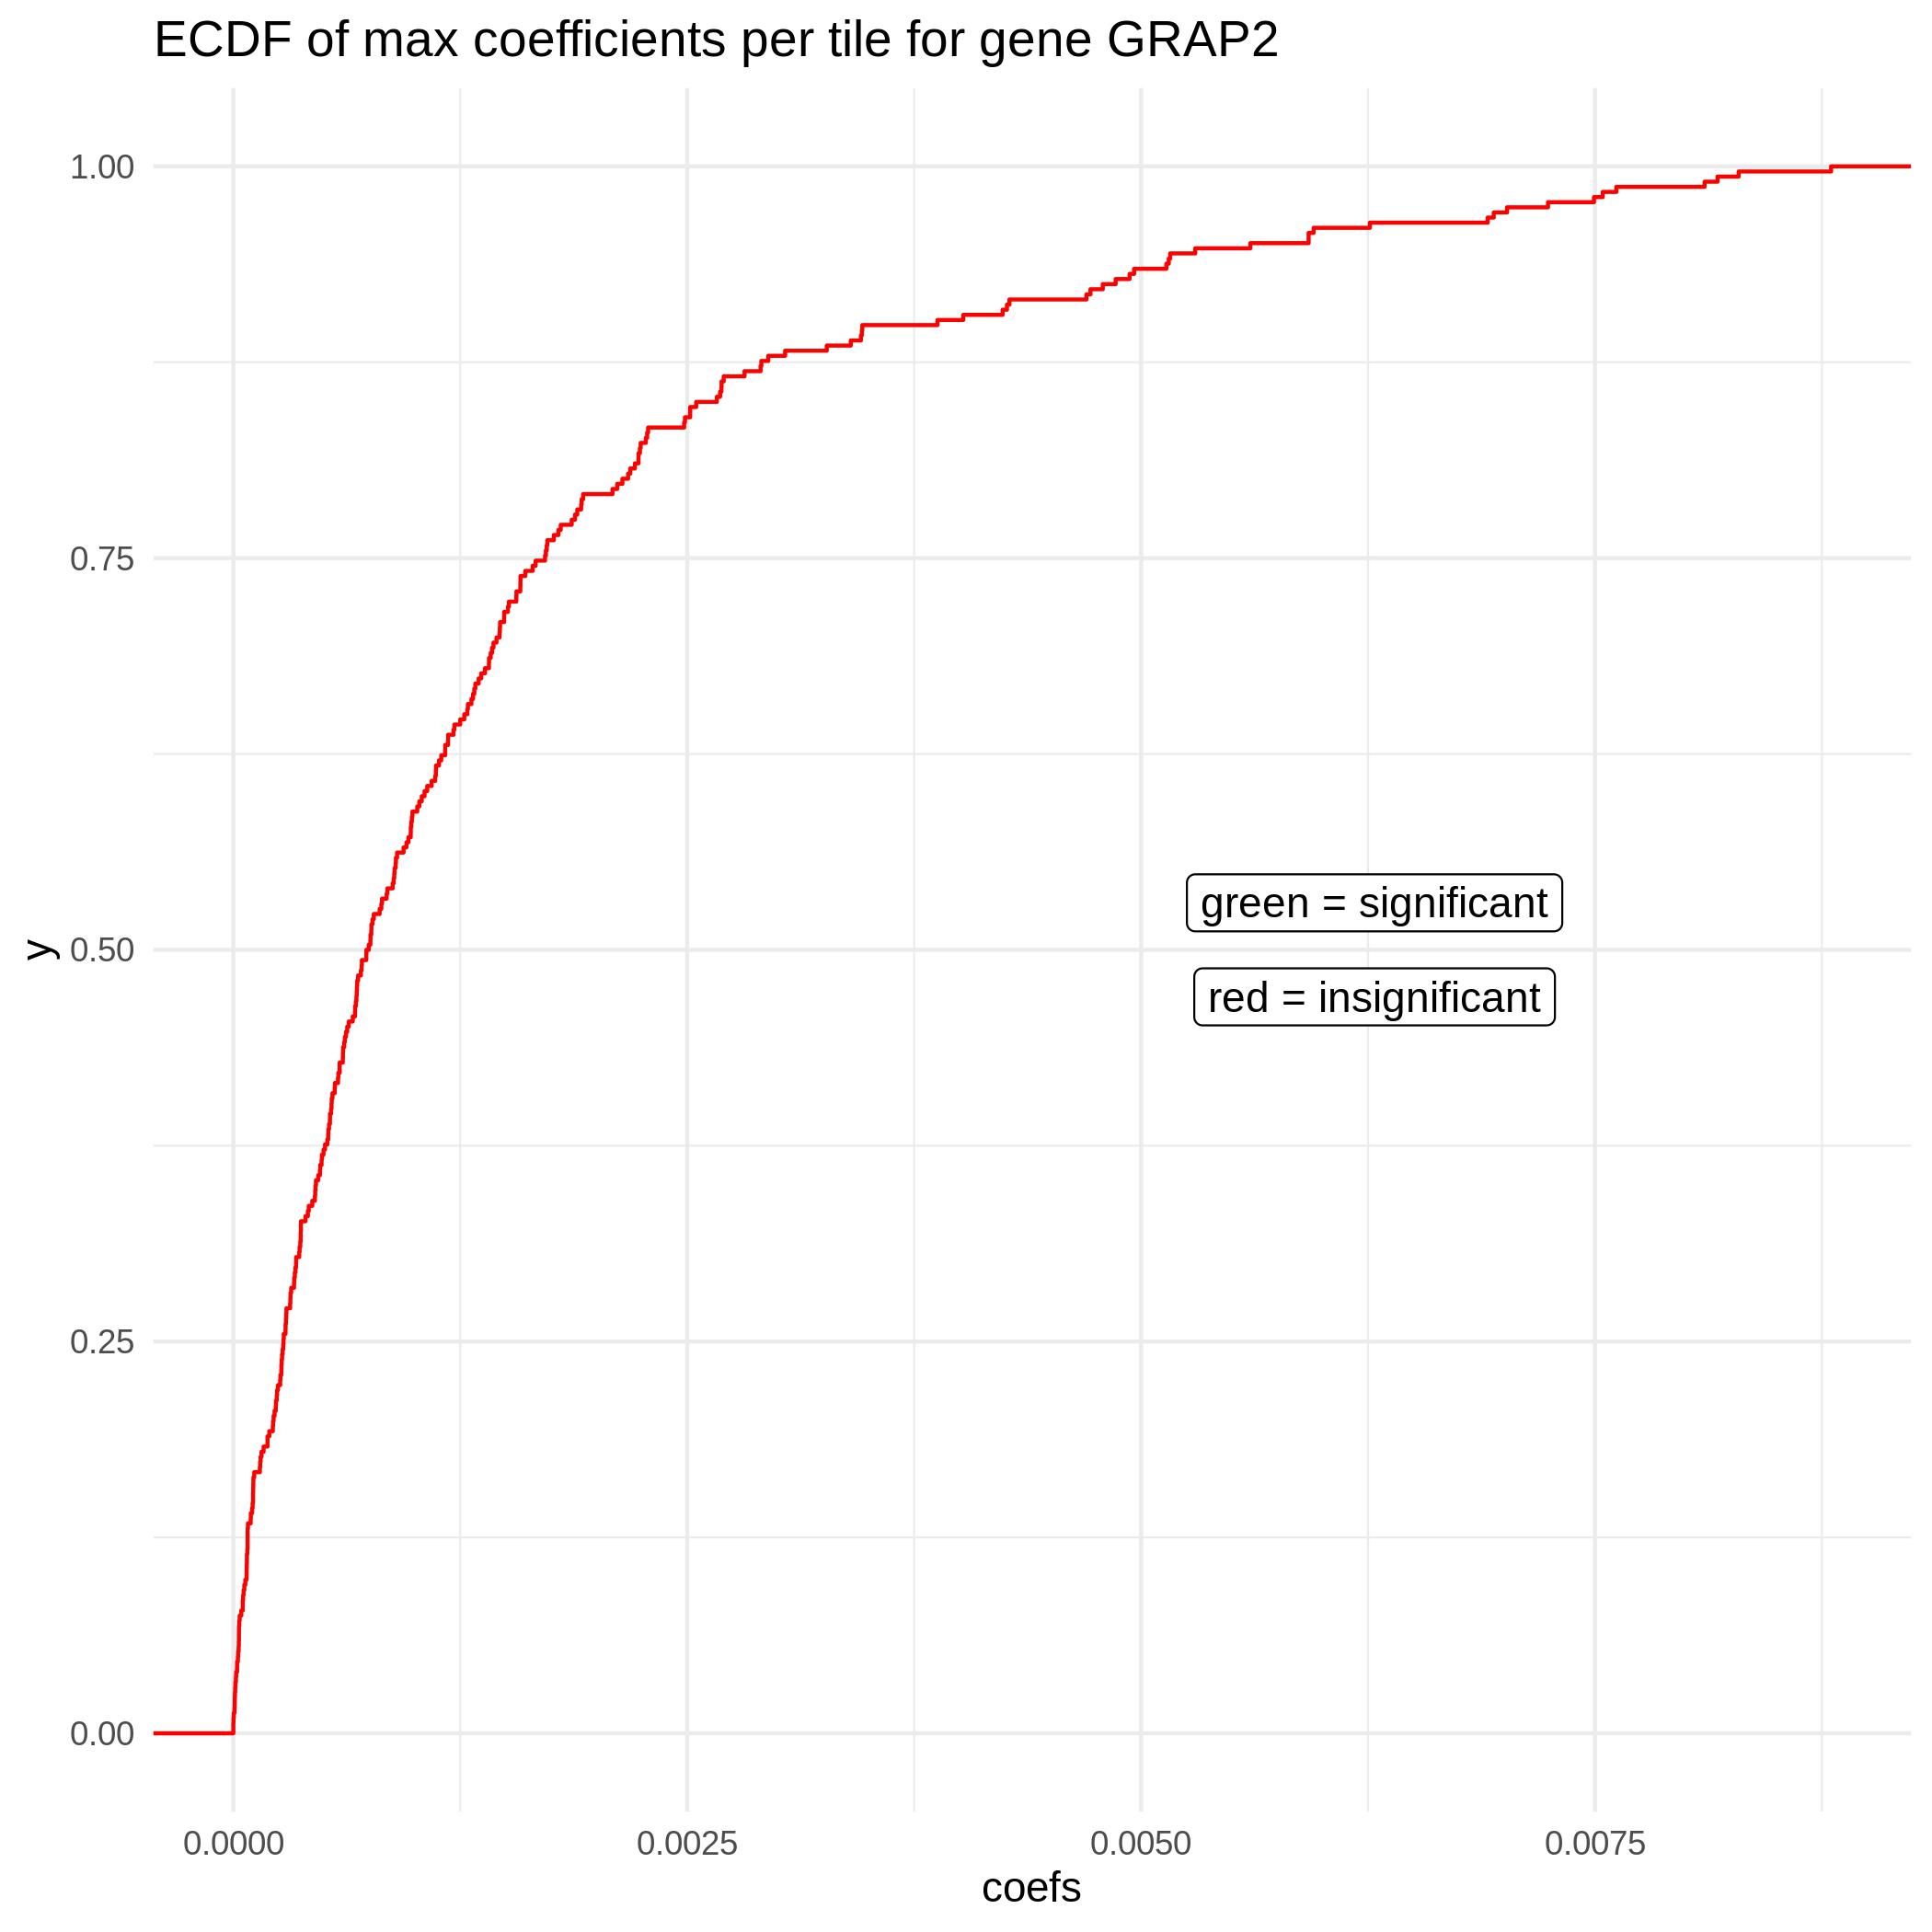 ECDF of max coefficients per tile for gene GRAP2
1.00
0.75
0.50
0.25
0.00
y
green = significant
red = insignificant
0.0000 0.0025 0.0050 0.0075
coefs